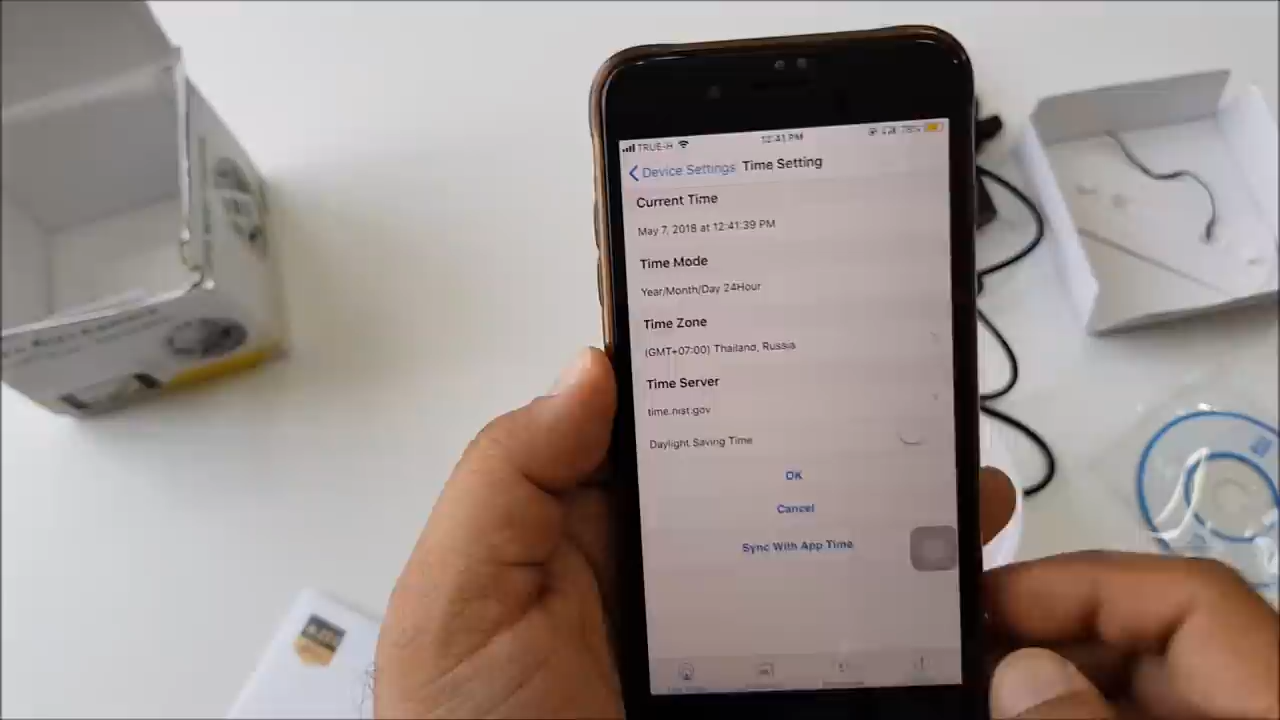 TRUE-H
12:41 PM
78%
Device Settings
Time Setting
Current Time
May 7, 2018 at 12:41:39 PM
Time Mode
Year/Month/Day 24Hour
Time Zone
(GMT+07:00) Thailand, Russia
Time Server
time.nist.gov
Daylight Saving Time
OK
Cancel
Sync With App Time